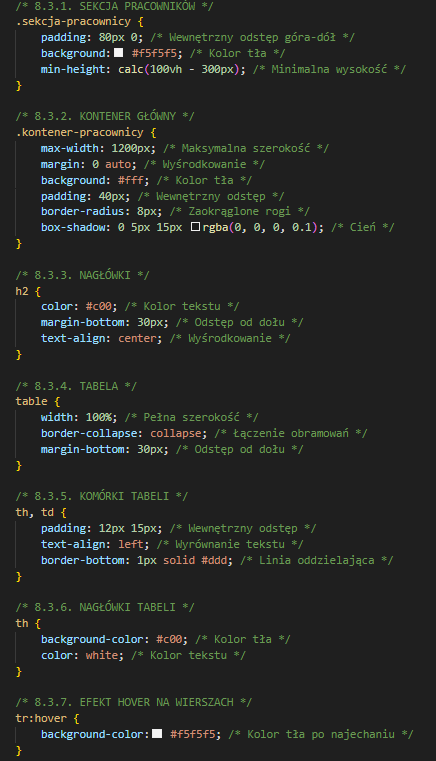 /* 8.3.1. SEKCJA PRACOWNIKÓW */
.sekcja-pracownicy {
    padding: 80px 0; /* Wewnętrzny odstęp góra-dół */
    background: #f5f5f5; /* Kolor tła */
    min-height: calc(100vh - 300px); /* Minimalna wysokość */
}

/* 8.3.2. KONTENER GŁÓWNY */
.kontener-pracownicy {
    max-width: 1200px; /* Maksymalna szerokość */
    margin: 0 auto; /* Wyśrodkowanie */
    background: #fff; /* Kolor tła */
    padding: 40px; /* Wewnętrzny odstęp */
    border-radius: 8px; /* Zaokrąglone rogi */
    box-shadow: 0 5px 15px rgba(0, 0, 0, 0.1); /* Cień */
}

/* 8.3.3. NAGŁÓWKI */
h2 {
    color: #c00; /* Kolor tekstu */
    margin-bottom: 30px; /* Odstęp od dołu */
    text-align: center; /* Wyśrodkowanie */
}

/* 8.3.4. TABELA */
table {
    width: 100%; /* Pełna szerokość */
    border-collapse: collapse; /* Łączenie obramowań */
    margin-bottom: 30px; /* Odstęp od dołu */
}

/* 8.3.5. KOMÓRKI TABELI */
th, td {
    padding: 12px 15px; /* Wewnętrzny odstęp */
    text-align: left; /* Wyrównanie tekstu */
    border-bottom: 1px solid #ddd; /* Linia oddzielająca */
}

/* 8.3.6. NAGŁÓWKI TABELI */
th {
    background-color: #c00; /* Kolor tła */
    color: white; /* Kolor tekstu */
}

/* 8.3.7. EFEKT HOVER NA WIERSZACH */
tr:hover {
    background-color: #f5f5f5; /* Kolor tła po najechaniu */
}